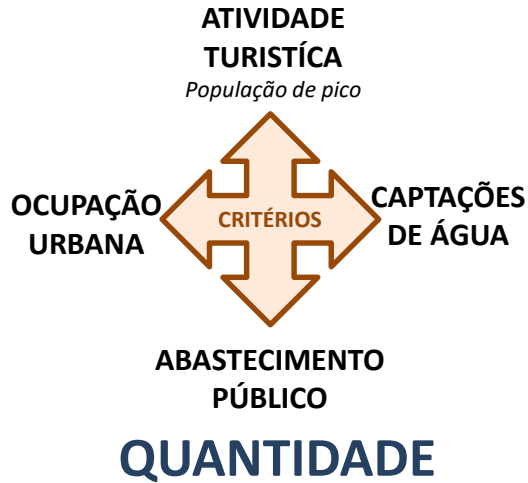 ATIVIDADE
TURISTÍCA
População de pico
OCUPAÇÃO
URBANA
CRITÉRIOS
CAPTAÇÕES
DE ÁGUA
ABASTECIMENTO
PÚBLICO
QUANTIDADE